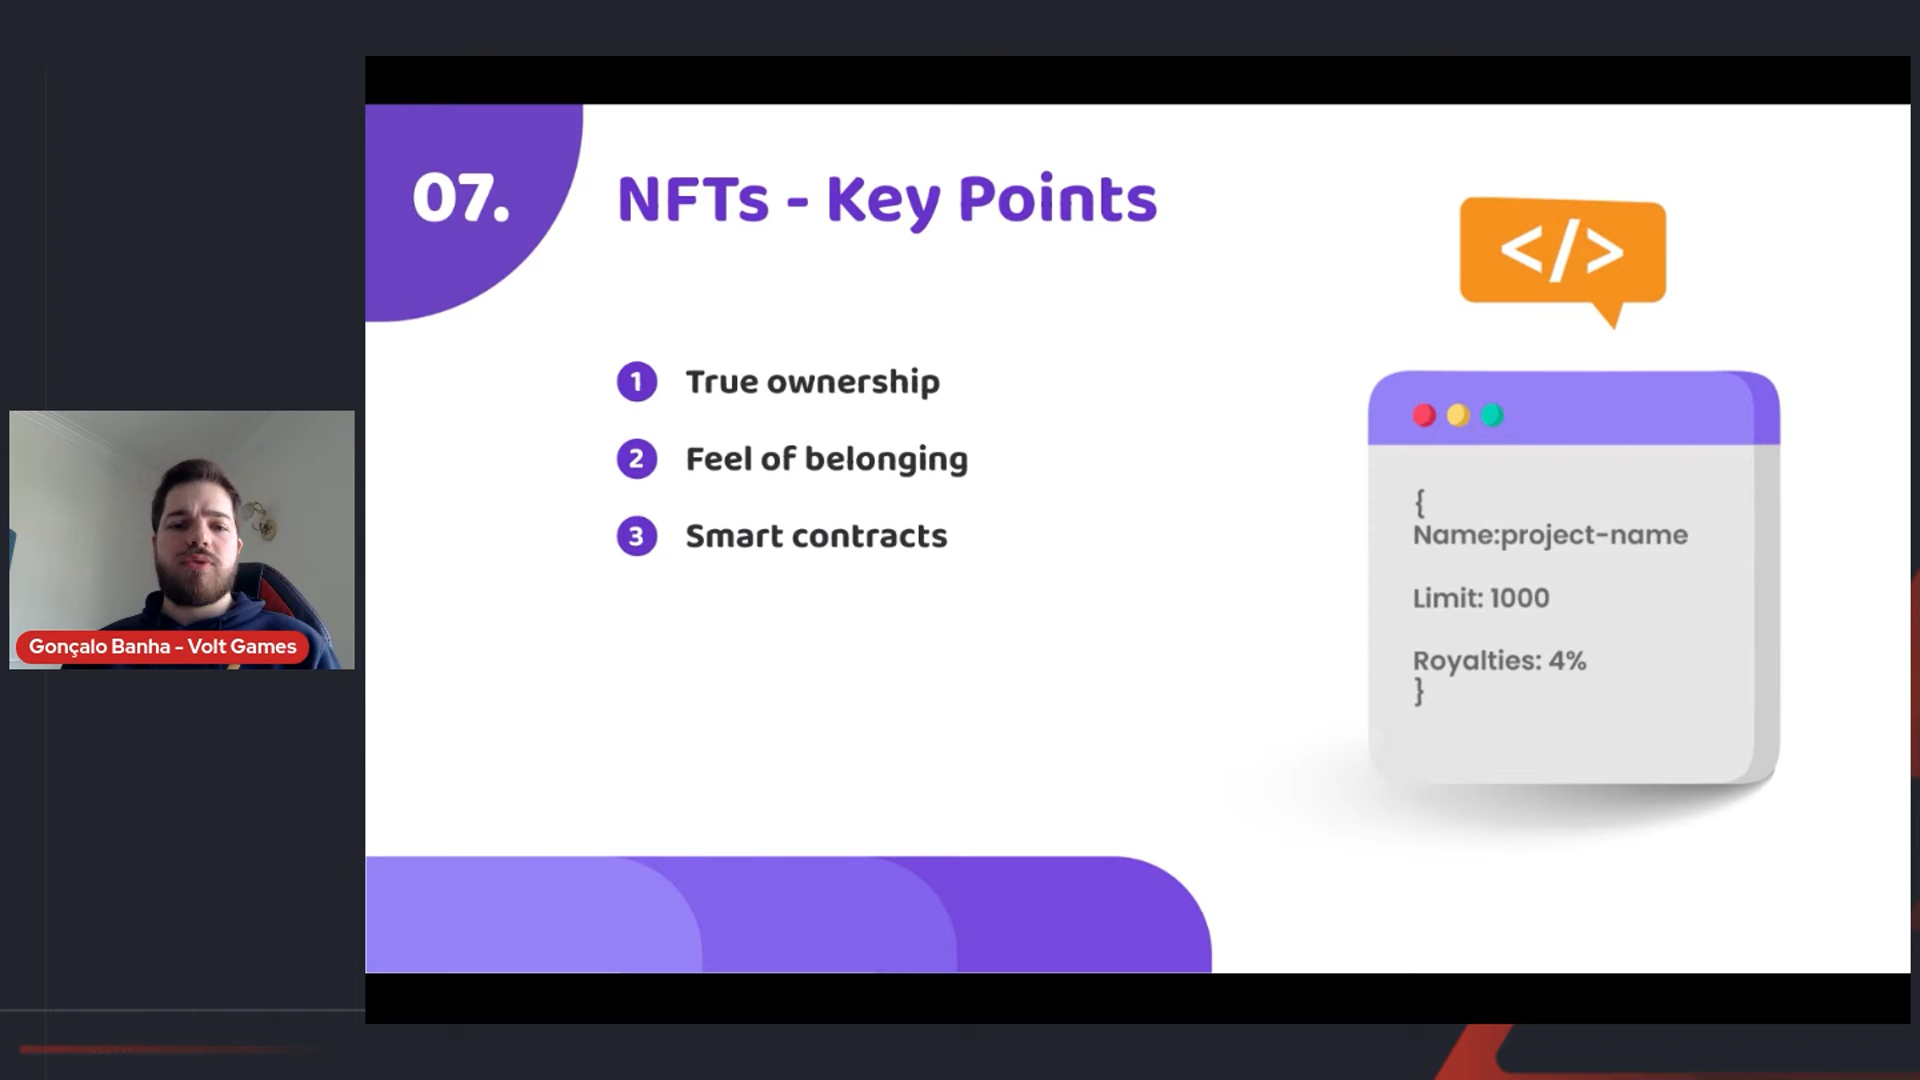 07.
NFTs - Key Points
</>
1 True ownership
2 Feel of belonging
3 Smart contracts
{
Name:project-name
Limit: 1000
Royalties: 4%
}
Gonçalo Banha - Volt Games